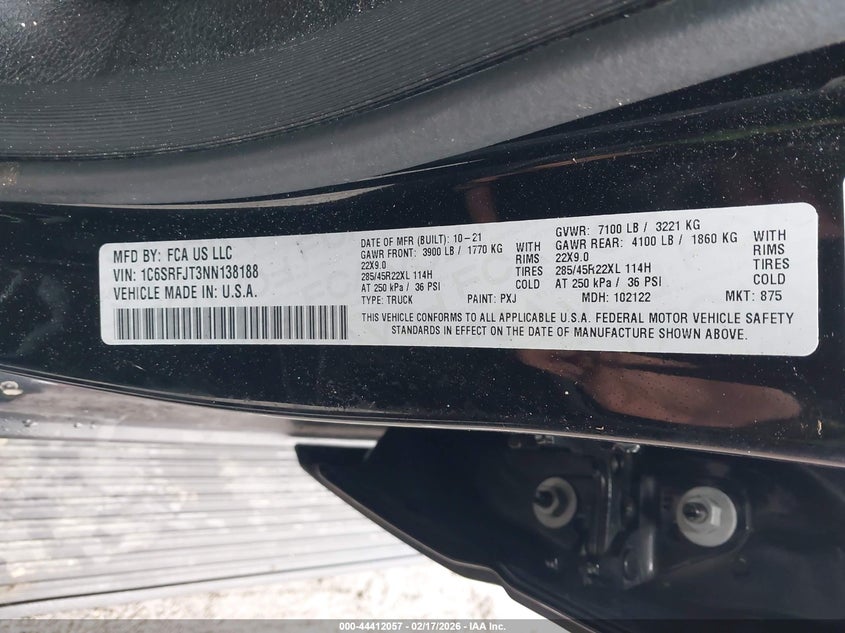 MFD BY: FCA US LLC
VIN: 1C6SRFJT3NN138188
VEHICLE MADE IN U.S.A.
DATE OF MFR (BUILT): 10-21
GAWR FRONT: 3900 LB / 1770 KG WITH
22X9.0 RIMS
285/45R22XL 114H TIRES
AT 250 kPa / 36 PSI COLD
TYPE: TRUCK PAINT: PXJ
GVWR: 7100 LB / 3221 KG
GAWR REAR: 4100 LB / 1860 KG WITH
22X9.0 RIMS
285/45R22XL 114H TIRES
AT 250 kPa / 36 PSI COLD
MDH: 102122 MKT: 875
THIS VEHICLE CONFORMS TO ALL APPLICABLE U.S.A. FEDERAL MOTOR VEHICLE SAFETY
STANDARDS IN EFFECT ON THE DATE OF MANUFACTURE SHOWN ABOVE.
000-44412057 - 02/17/2026 - IAA Inc.